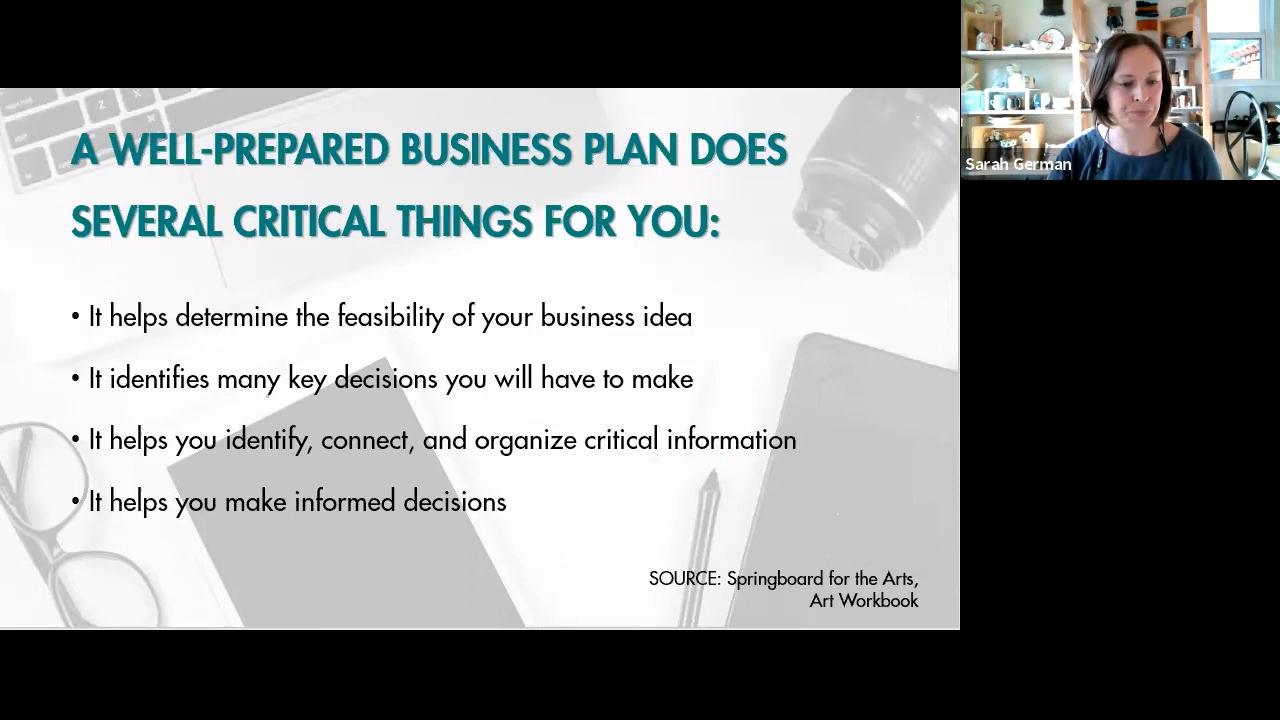 A WELL-PREPARED BUSINESS PLAN DOES
SEVERAL CRITICAL THINGS FOR YOU:
• It helps determine the feasibility of your business idea
• It identifies many key decisions you will have to make
• It helps you identify, connect, and organize critical information
• It helps you make informed decisions
SOURCE: Springboard for the Arts,
Art Workbook
Sarah German
Z
X